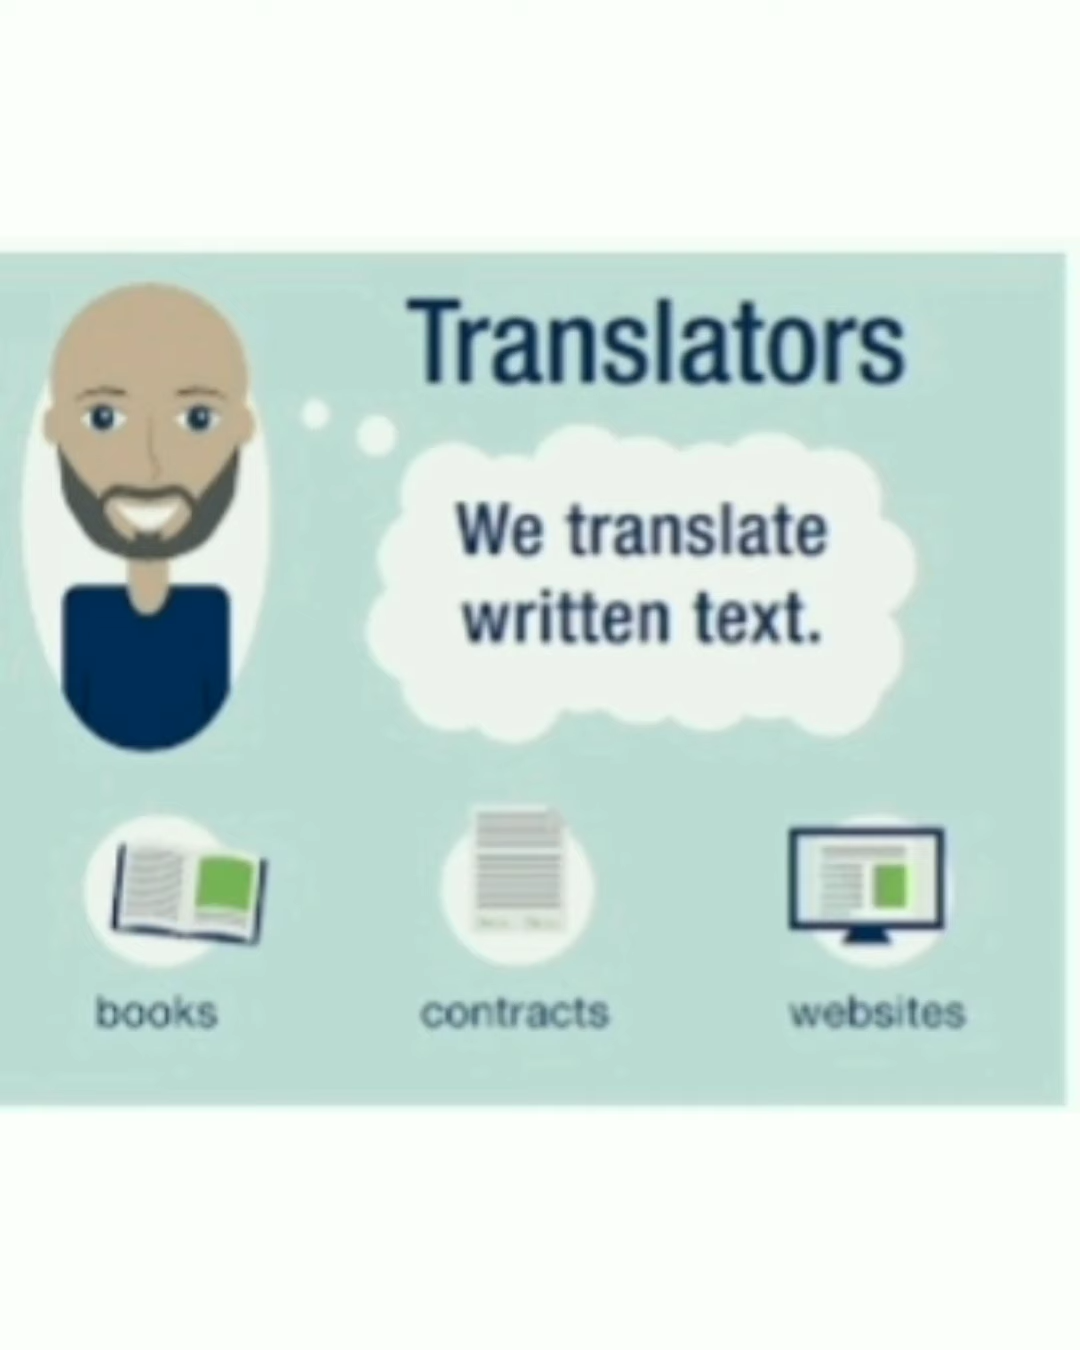 Translators
We translate
written text.
books
contracts
websites